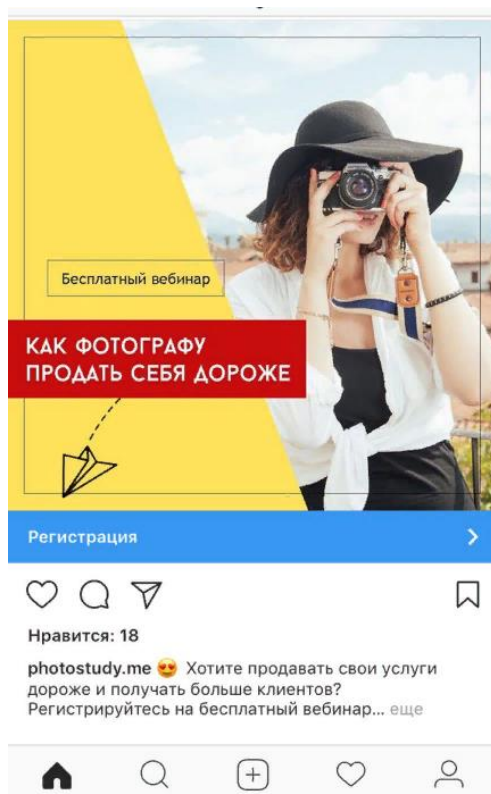 Бесплатный вебинар
КАК ФОТОГРАФУ
ПРОДАТЬ СЕБЯ ДОРОЖЕ
Регистрация
Нравится: 18
photostudy.me 😍 Хотите продавать свои услуги
дороже и получать больше клиентов?
Регистрируйтесь на бесплатный вебинар... еще